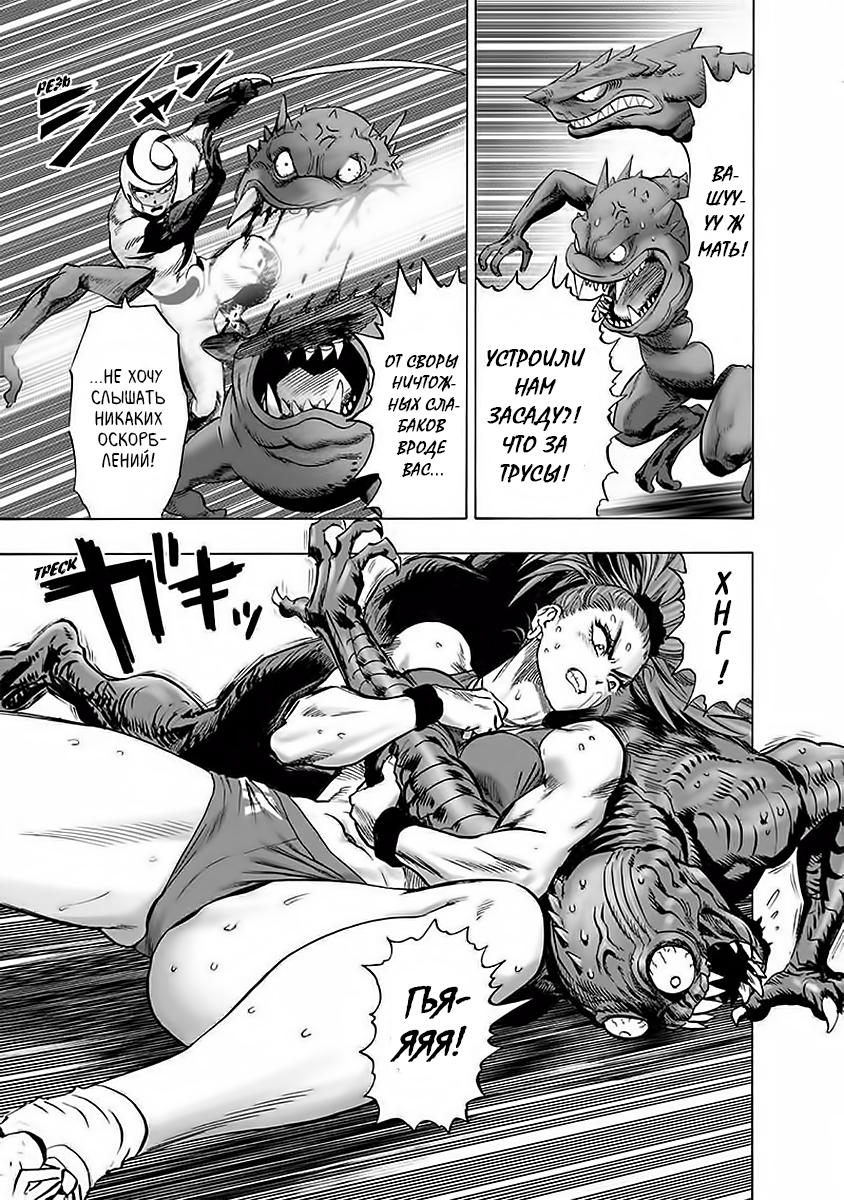 ВА-
ШУУ-
УУ Ж
МАТЬ!
УСТРОИЛИ
НАМ
ЗАСАДУ?!
ЧТО ЗА
ТРУСЫ!
РЕЗЬ
シャン
ОТ СВОРЫ
НИЧТОЖ-
НЫХ СЛА-
БАКОВ
ВРОДЕ
ВАС...
...НЕ ХОЧУ
СЛЫШАТЬ
НИКАКИХ
ОСКОРБ-
ЛЕНИЙ!
ХНГ!
ТРЕСК
ガキッ
ГЬЯ-
ЯЯЯ!